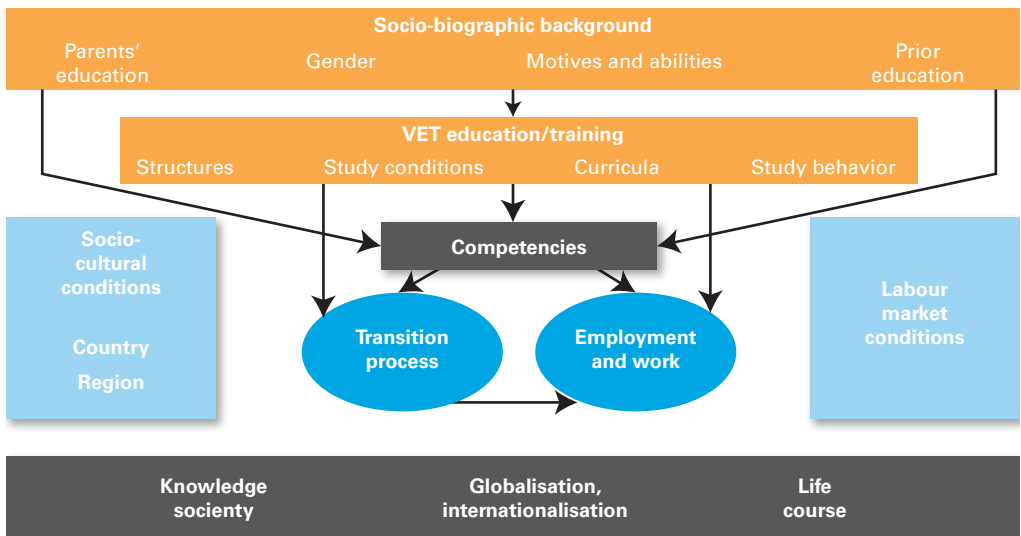 Socio-biographic background
Parents’
education
Gender
Motives and abilities
Prior
education
VET education/training
Structures
Study conditions
Curricula
Study behavior
Socio-
cultural
conditions
Country
Region
Competencies
Transition
process
Employment
and work
Labour
market
conditions
Knowledge
socienty
Globalisation,
internationalisation
Life
course